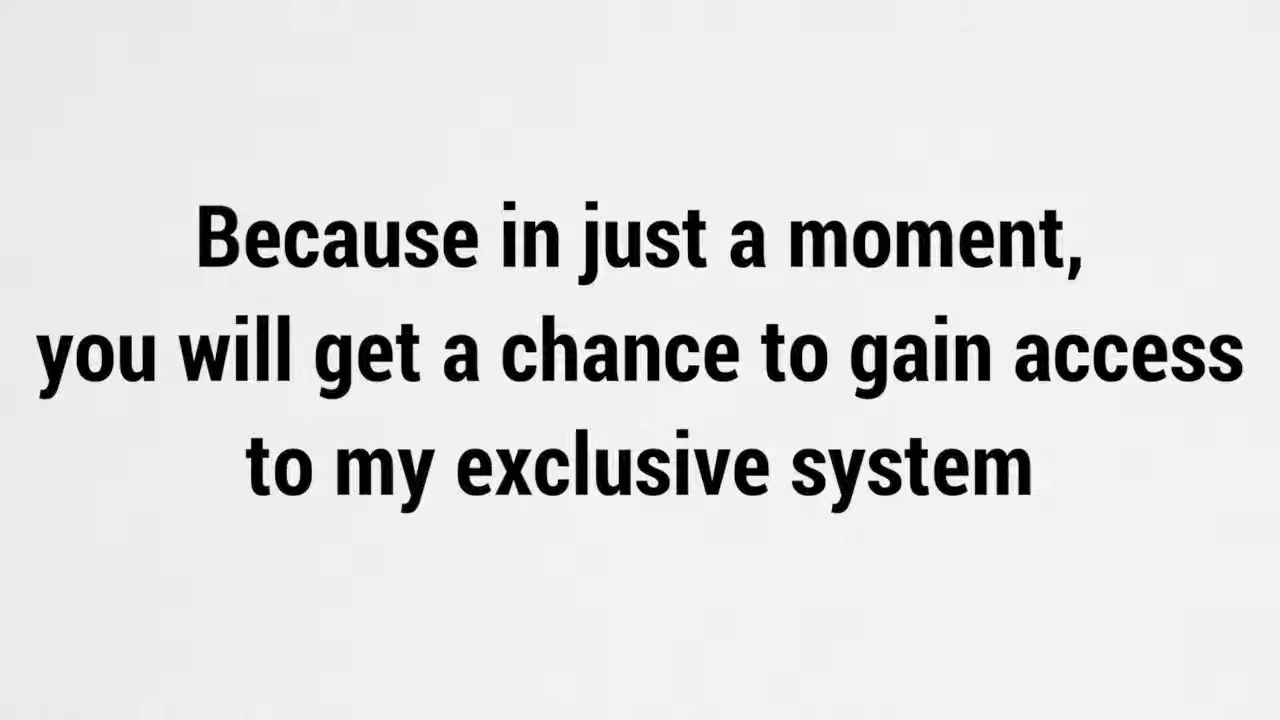 Because in just a moment,
you will get a chance to gain access
to my exclusive system